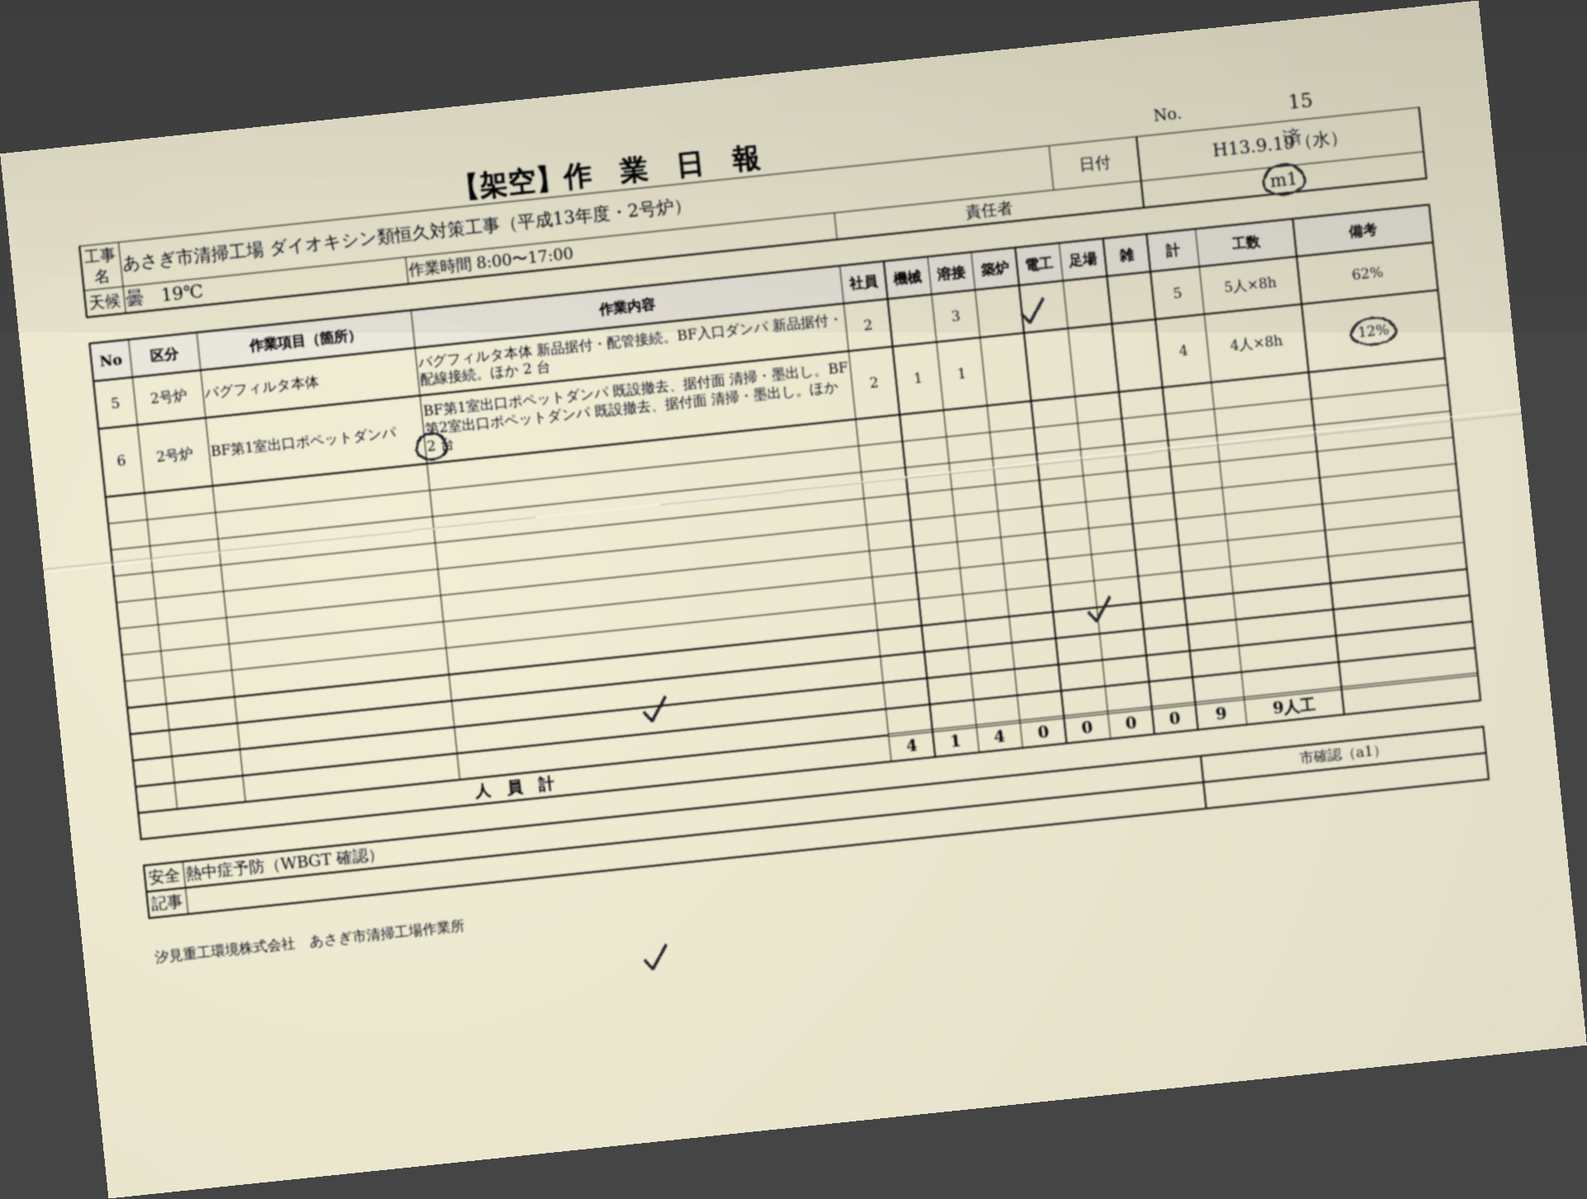 No. 15
【架空】作 業 日 報
工事名 あさぎ市清掃工場 ダイオキシン類恒久対策工事（平成13年度・2号炉） 日付 H13.9.19（水）
済
天候 曇 19℃ 作業時間 8:00〜17:00 責任者 m1
No 区分 作業項目（箇所） 作業内容 社員 機械 溶接 築炉 電工 足場 雑 計 工数 備考
5 2号炉 バグフィルタ本体 バグフィルタ本体 新品据付・配管接続。BF入口ダンパ 新品据付・
配線接続。ほか 2 台 2 3 5 5人×8h 62%
6 2号炉 BF第1室出口ポペットダンパ BF第1室出口ポペットダンパ 既設撤去、据付面 清掃・墨出し。BF
第2室出口ポペットダンパ 既設撤去、据付面 清掃・墨出し。ほか
2 台 2 1 1 4 4人×8h 12%
人 員 計 4 1 4 0 0 0 0 9 9人工
安全 熱中症予防（WBGT 確認） 市確認（a1）
記事
汐見重工環境株式会社 あさぎ市清掃工場作業所